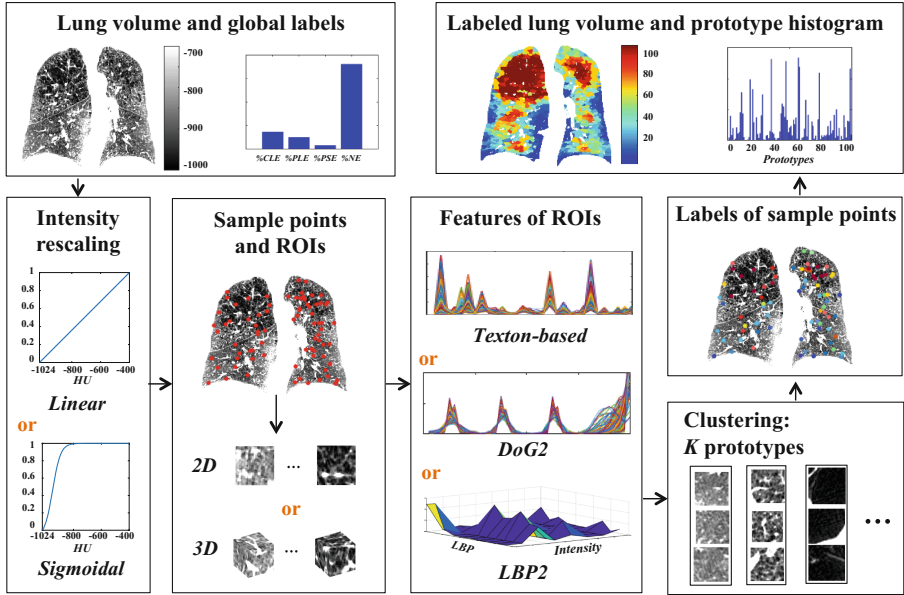 Lung volume and global labels
-700
-800
-900
-1000
%CLE %PLE %PSE %NE
Labeled lung volume and prototype histogram
100
80
60
40
20
0 20 40 60 80 100
Prototypes
Intensity
rescaling
1
0.8
0.6
0.4
0.2
0
-1024 -800 -600 -400
HU
Linear
or
1
0.8
0.6
0.4
0.2
0
-1024 -800 -600 -400
HU
Sigmoidal
Sample points
and ROIs
2D ...
or
3D ...
Features of ROIs
Texton-based
or
DoG2
or
LBP
Intensity
LBP2
Clustering:
K prototypes
...
Labels of sample points